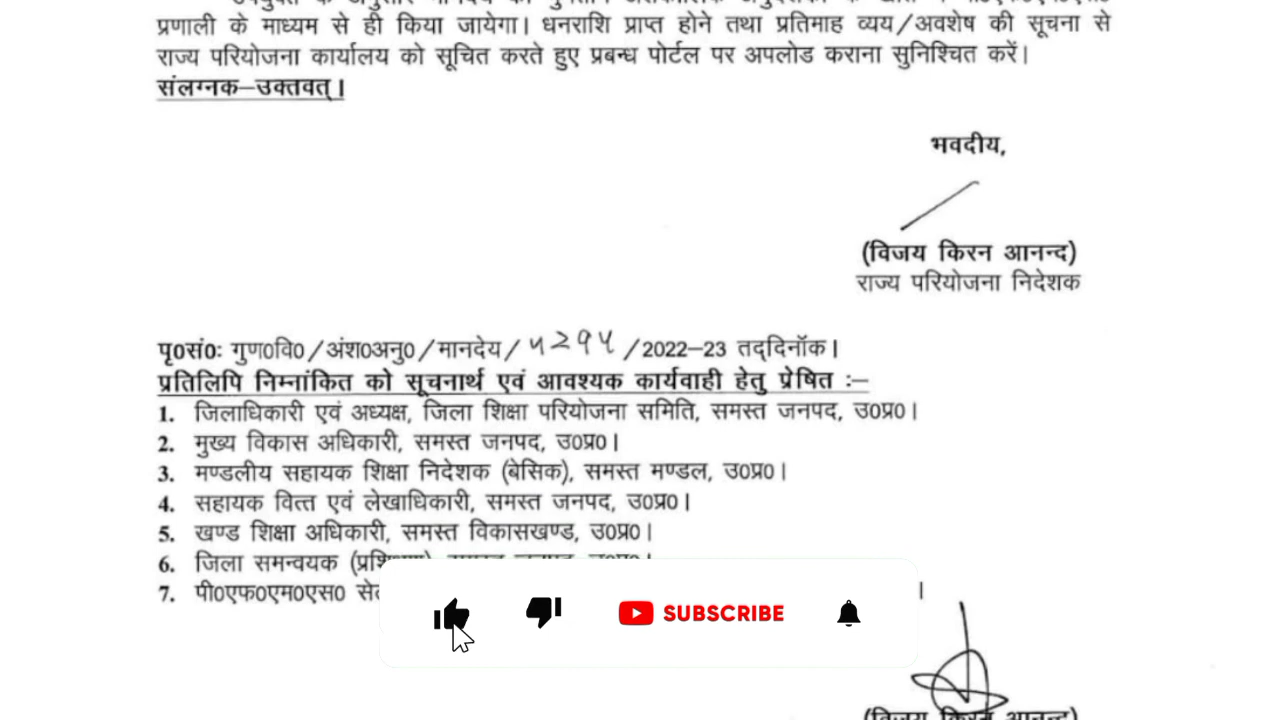 प्रणाली के माध्यम से ही किया जायेगा। धनराशि प्राप्त होने तथा प्रतिमाह व्यय/अवशेष की सूचना से
राज्य परियोजना कार्यालय को सूचित करते हुए प्रबन्ध पोर्टल पर अपलोड कराना सुनिश्चित करें।
संलग्नक–उक्तवत्।
भवदीय,
(विजय किरन आनन्द)
राज्य परियोजना निदेशक
पृ0सं0ः गुण0वि0/अंश0अनु0/मानदेय/५२९५/2022–23 तद्दिनॉक।
प्रतिलिपि निम्नांकित को सूचनार्थ एवं आवश्यक कार्यवाही हेतु प्रेषित :–
1. जिलाधिकारी एवं अध्यक्ष, जिला शिक्षा परियोजना समिति, समस्त जनपद, उ0प्र0।
2. मुख्य विकास अधिकारी, समस्त जनपद, उ0प्र0।
3. मण्डलीय सहायक शिक्षा निदेशक (बेसिक), समस्त मण्डल, उ0प्र0।
4. सहायक वित्त एवं लेखाधिकारी, समस्त जनपद, उ0प्र0।
5. खण्ड शिक्षा अधिकारी, समस्त विकासखण्ड, उ0प्र0।
6. जिला समन्वयक
7. पी0एफ0एम0एस0
SUBSCRIBE
(विजय किरन आनन्द)